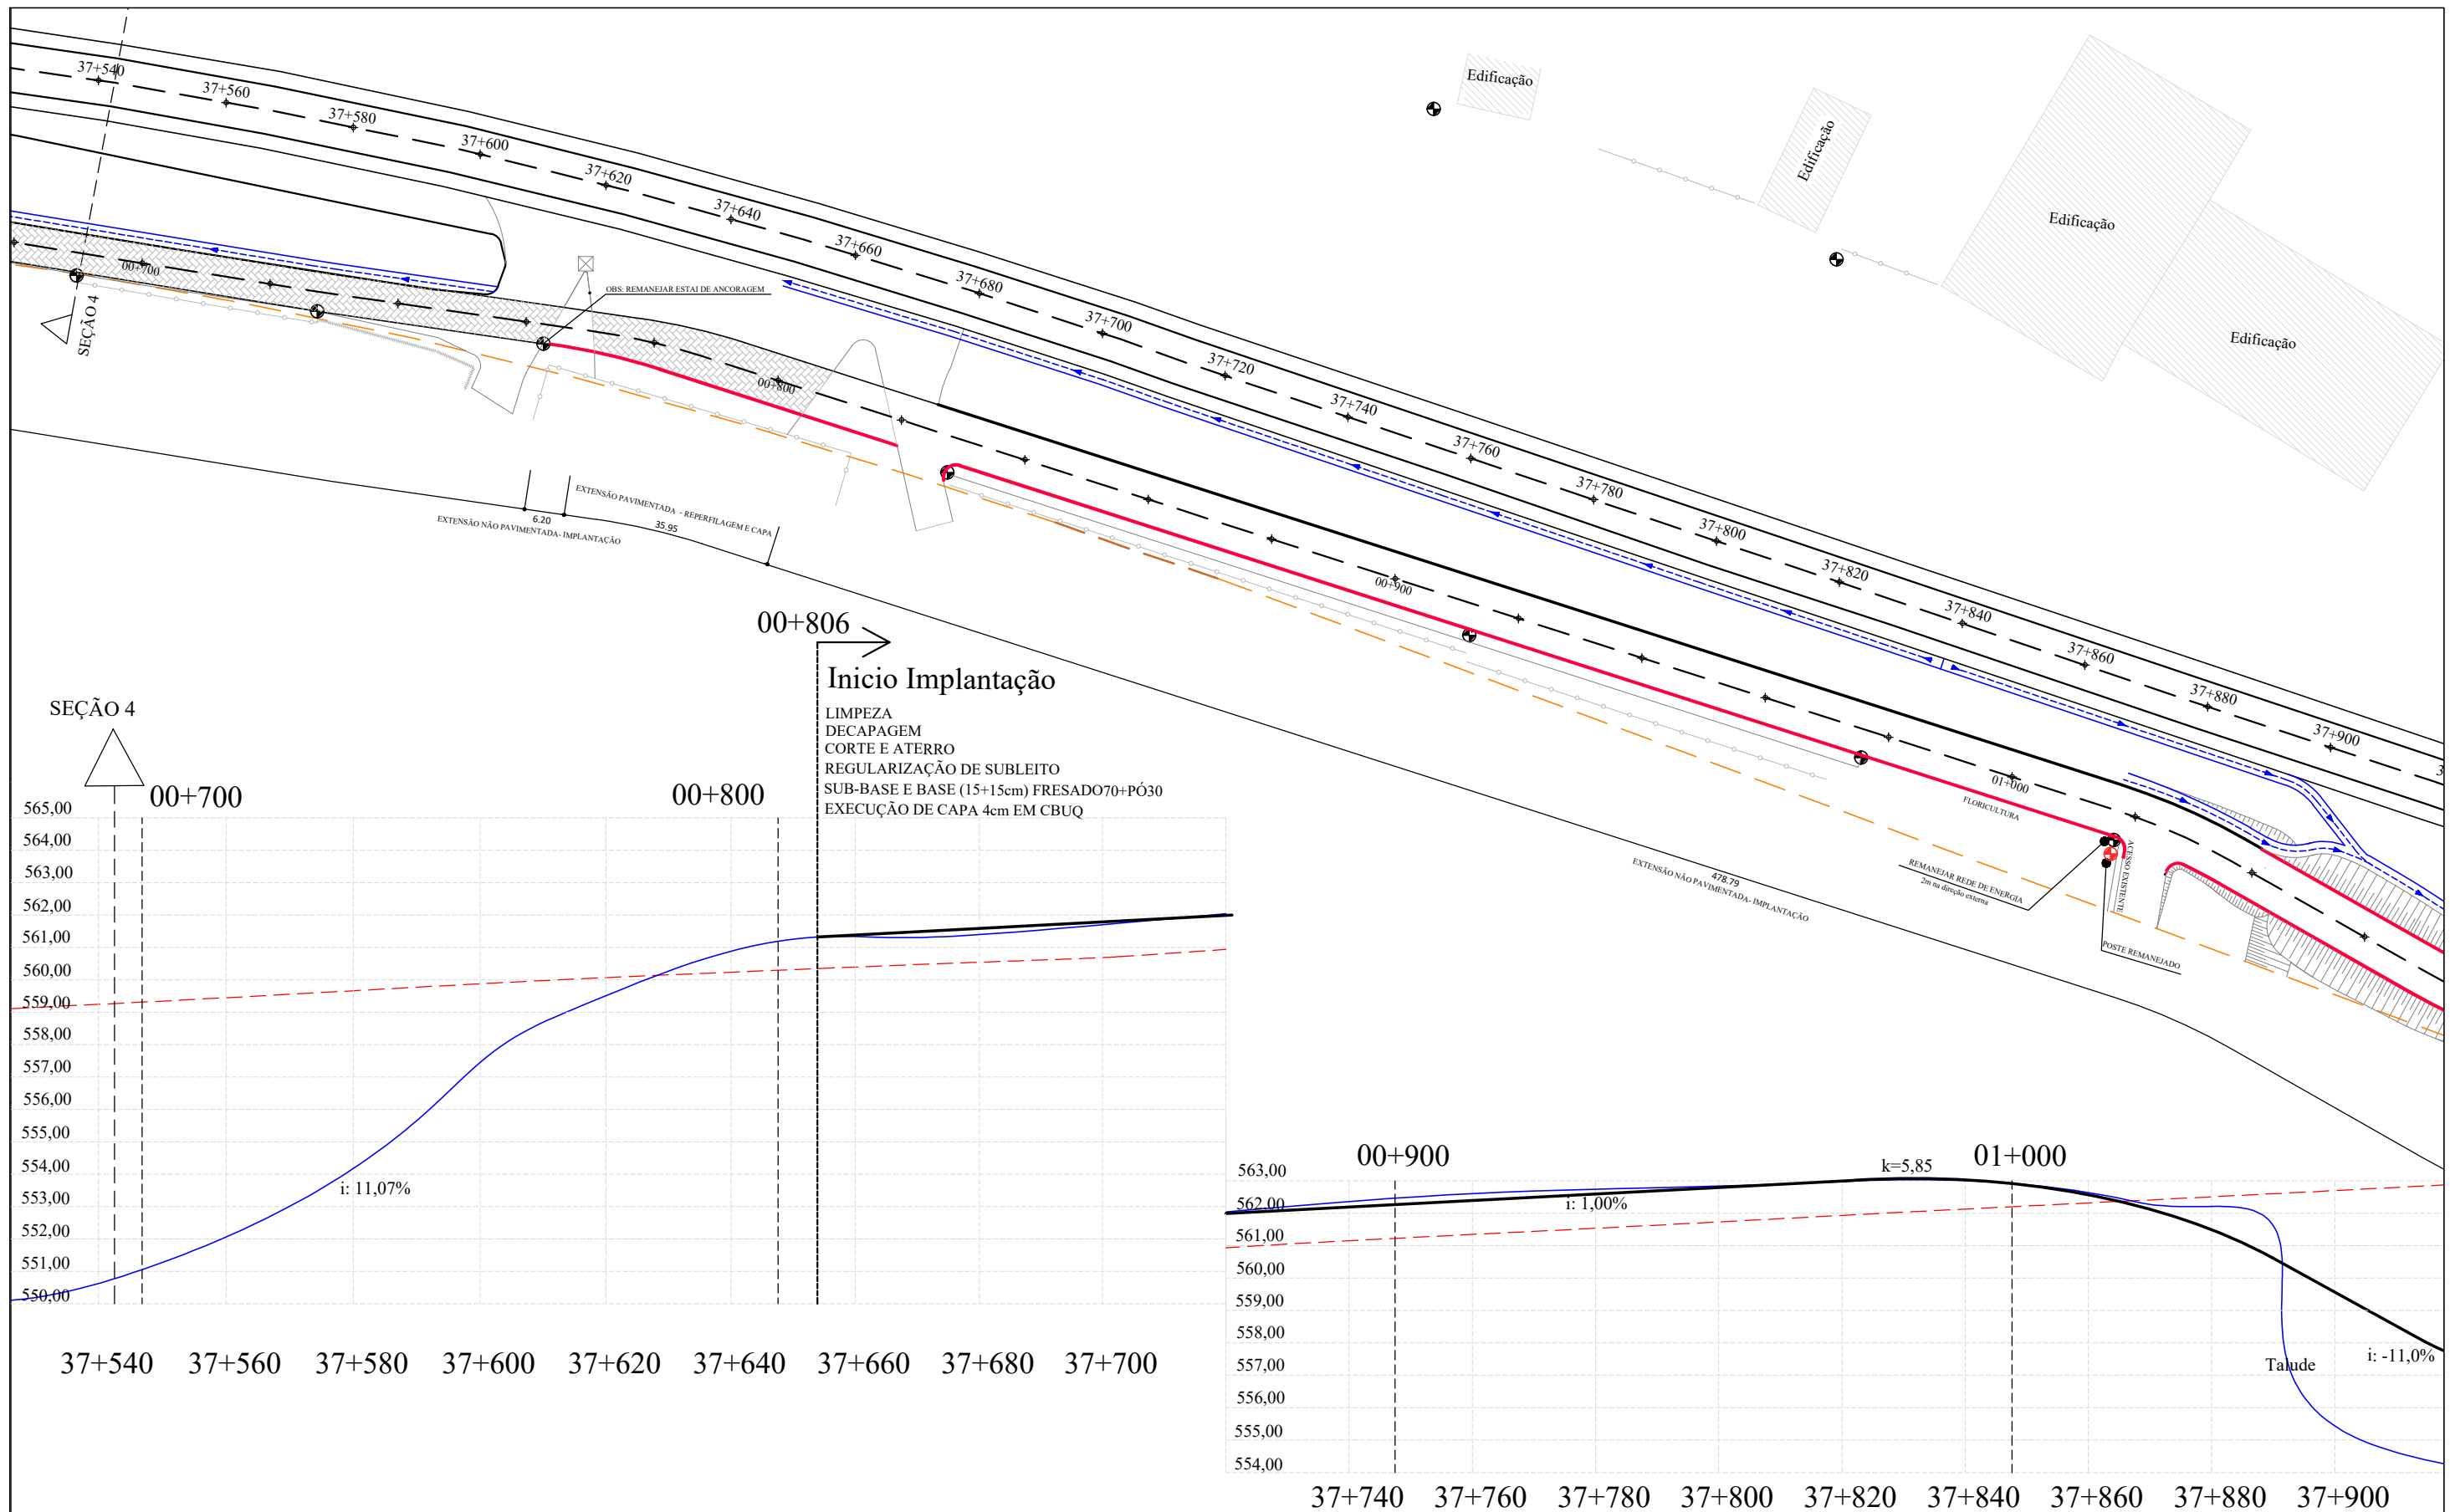 37+540
37+560
37+580
37+600
37+620
37+640
37+660
37+680
37+700
37+720
37+740
37+760
37+780
37+800
37+820
37+840
37+860
37+880
37+900
3
Edificação
Edificação
Edificação
Edificação
00+700
SEÇÃO 4
OBS: REMANEJAR ESTAI DE ANCORAGEM
00+800
00+900
01+000
FLORICULTURA
ACESSO EXISTENTE
REMANEJAR REDE DE ENERGIA
2m na direção externa
POSTE REMANEJADO
EXTENSÃO PAVIMENTADA - REPERFILAGEM E CAPA
6.20
35.95
EXTENSÃO NÃO PAVIMENTADA- IMPLANTAÇÃO
478.79
EXTENSÃO NÃO PAVIMENTADA- IMPLANTAÇÃO
00+806
Inicio Implantação
LIMPEZA
DECAPAGEM
CORTE E ATERRO
REGULARIZAÇÃO DE SUBLEITO
SUB-BASE E BASE (15+15cm) FRESADO70+PÓ30
EXECUÇÃO DE CAPA 4cm EM CBUQ
SEÇÃO 4
00+700
00+800
565,00
564,00
563,00
562,00
561,00
560,00
559,00
558,00
557,00
556,00
555,00
554,00
553,00
552,00
551,00
550,00
i: 11,07%
37+540
37+560
37+580
37+600
37+620
37+640
37+660
37+680
37+700
00+900
01+000
k=5,85
563,00
562,00
561,00
560,00
559,00
558,00
557,00
556,00
555,00
554,00
i: 1,00%
Talude
i: -11,0%
37+740
37+760
37+780
37+800
37+820
37+840
37+860
37+880
37+900